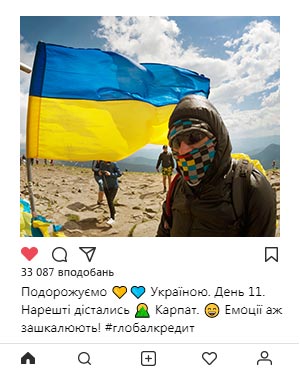 33 087 вподобань
Подорожуємо 🧡💙 Україною. День 11.
Нарешті дістались 🤮 Карпат. 😁 Емоції аж
зашкалюють! #глобалкредит